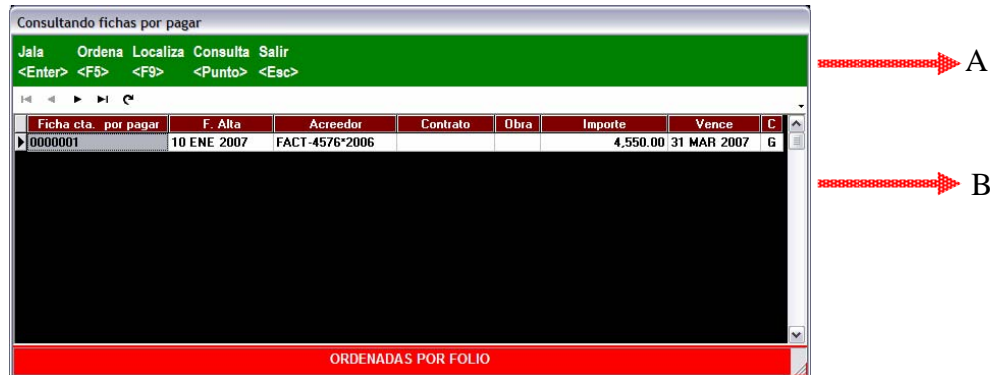 Consultando fichas por pagar
Jala Ordena Localiza Consulta Salir
<Enter> <F5> <F9> <Punto> <Esc>
A
Ficha cta. por pagar F. Alta Acreedor Contrato Obra Importe Vence C
0000001 10 ENE 2007 FACT-4576*2006 4,550.00 31 MAR 2007 G
B
ORDENADAS POR FOLIO